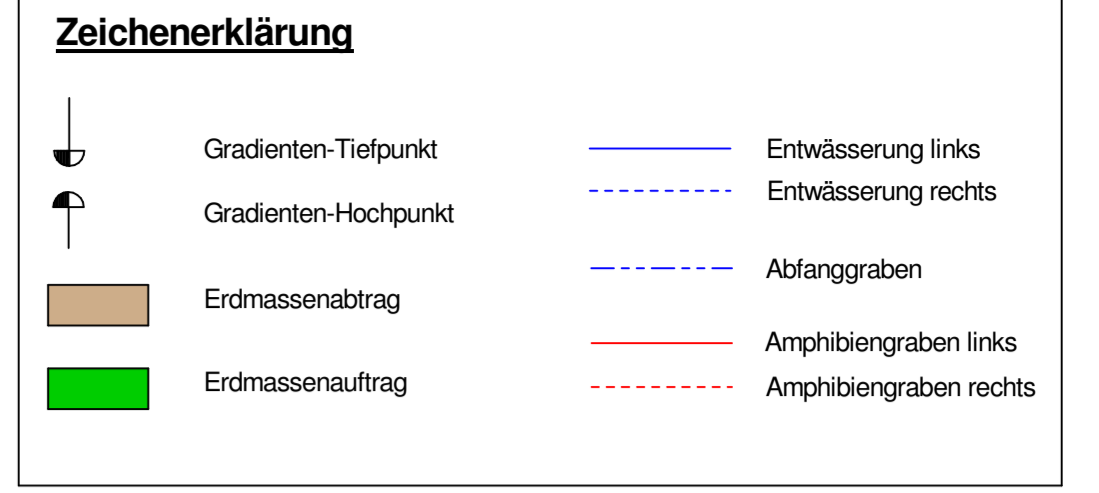 Zeichenerklärung
Gradienten-Tiefpunkt
Gradienten-Hochpunkt
Erdmassenabtrag
Erdmassenauftrag
Entwässerung links
Entwässerung rechts
Abfanggraben
Amphibiengraben links
Amphibiengraben rechts